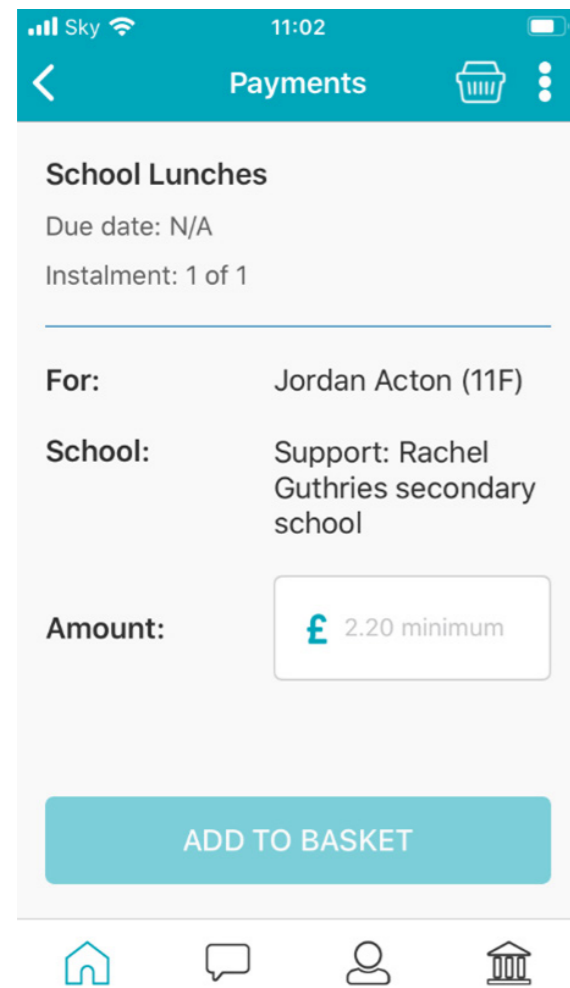 Sky 11:02
Payments
School Lunches
Due date: N/A
Instalment: 1 of 1
For: Jordan Acton (11F)
School: Support: Rachel
Guthries secondary
school
Amount: £ 2.20 minimum
ADD TO BASKET